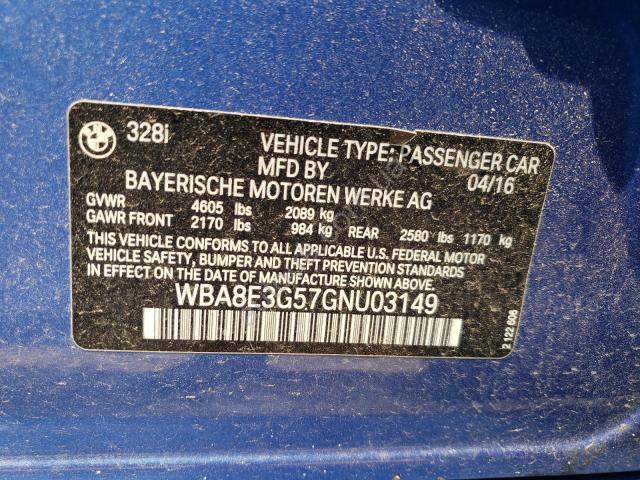 BMW 328i VEHICLE TYPE: PASSENGER CAR
MFD BY 04/16
BAYERISCHE MOTOREN WERKE AG
GVWR 4605 lbs 2089 kg
GAWR FRONT 2170 lbs 984 kg REAR 2580 lbs 1170 kg
THIS VEHICLE CONFORMS TO ALL APPLICABLE U.S. FEDERAL MOTOR
VEHICLE SAFETY, BUMPER AND THEFT PREVENTION STANDARDS
IN EFFECT ON THE DATE OF MANUFACTURE SHOWN ABOVE.
WBA8E3G57GNU03149
2 122 606